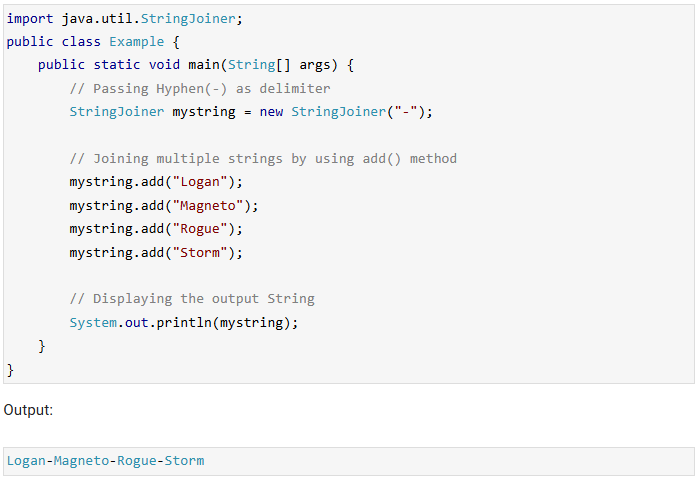 import java.util.StringJoiner;
public class Example {
    public static void main(String[] args) {
        // Passing Hyphen(-) as delimiter
        StringJoiner mystring = new StringJoiner("-");

        // Joining multiple strings by using add() method
        mystring.add("Logan");
        mystring.add("Magneto");
        mystring.add("Rogue");
        mystring.add("Storm");

        // Displaying the output String
        System.out.println(mystring);
    }
}
Output:
Logan-Magneto-Rogue-Storm